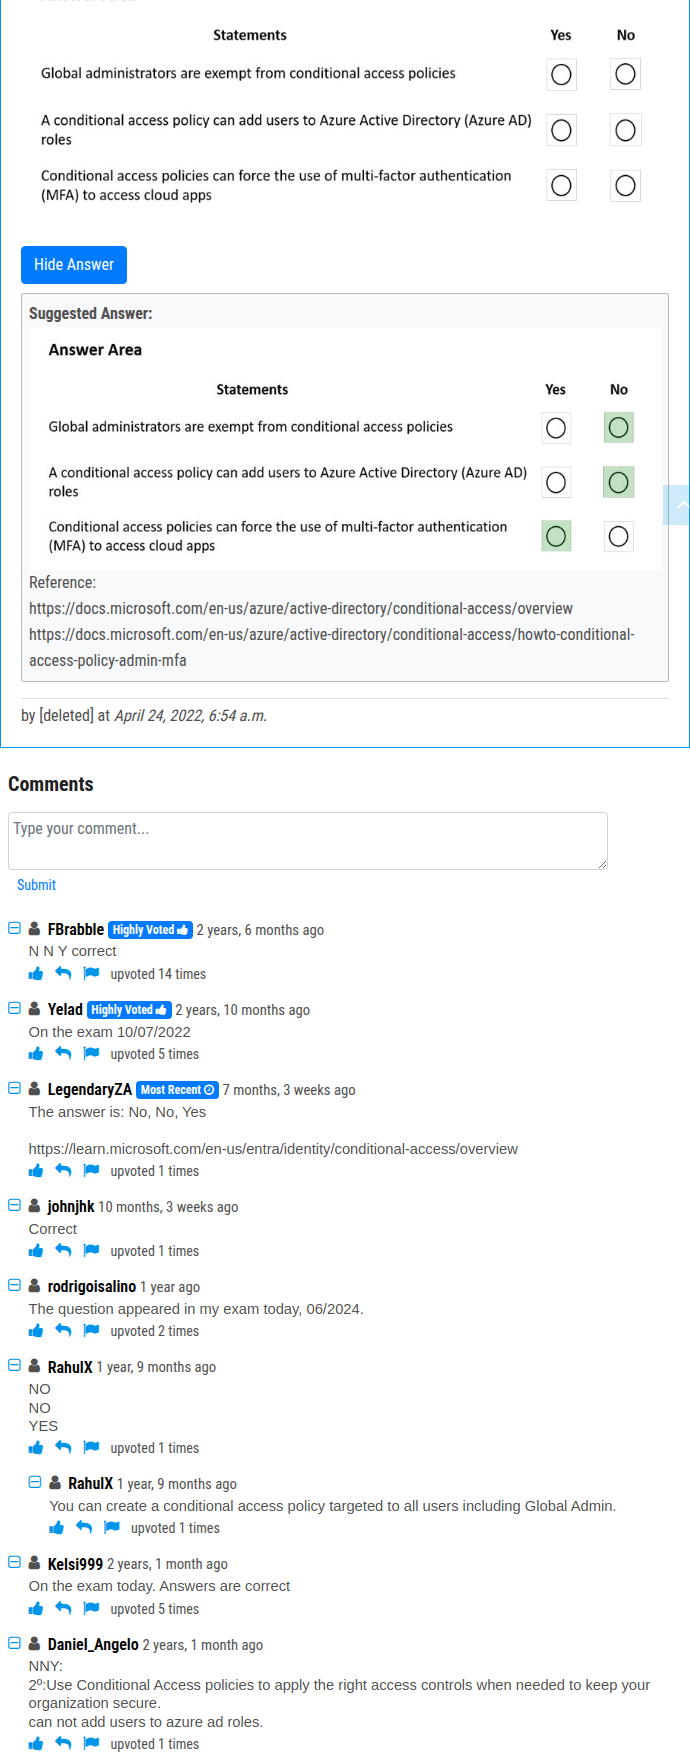 Statements Yes No
Global administrators are exempt from conditional access policies
A conditional access policy can add users to Azure Active Directory (Azure AD)
roles
Conditional access policies can force the use of multi-factor authentication
(MFA) to access cloud apps
Hide Answer
Suggested Answer:
Answer Area
Statements Yes No
Global administrators are exempt from conditional access policies
A conditional access policy can add users to Azure Active Directory (Azure AD)
roles
Conditional access policies can force the use of multi-factor authentication
(MFA) to access cloud apps
Reference:
https://docs.microsoft.com/en-us/azure/active-directory/conditional-access/overview
https://docs.microsoft.com/en-us/azure/active-directory/conditional-access/howto-conditional-
access-policy-admin-mfa
by [deleted] at April 24, 2022, 6:54 a.m.
Comments
Type your comment...
Submit
FBrabble Highly Voted 2 years, 6 months ago
N N Y correct
upvoted 14 times
Yelad Highly Voted 2 years, 10 months ago
On the exam 10/07/2022
upvoted 5 times
LegendaryZA Most Recent 7 months, 3 weeks ago
The answer is: No, No, Yes
https://learn.microsoft.com/en-us/entra/identity/conditional-access/overview
upvoted 1 times
johnjhk 10 months, 3 weeks ago
Correct
upvoted 1 times
rodrigoisalino 1 year ago
The question appeared in my exam today, 06/2024.
upvoted 2 times
RahulX 1 year, 9 months ago
NO
NO
YES
upvoted 1 times
RahulX 1 year, 9 months ago
You can create a conditional access policy targeted to all users including Global Admin.
upvoted 1 times
Kelsi999 2 years, 1 month ago
On the exam today. Answers are correct
upvoted 5 times
Daniel_Angelo 2 years, 1 month ago
NNY:
2º:Use Conditional Access policies to apply the right access controls when needed to keep your
organization secure.
can not add users to azure ad roles.
upvoted 1 times